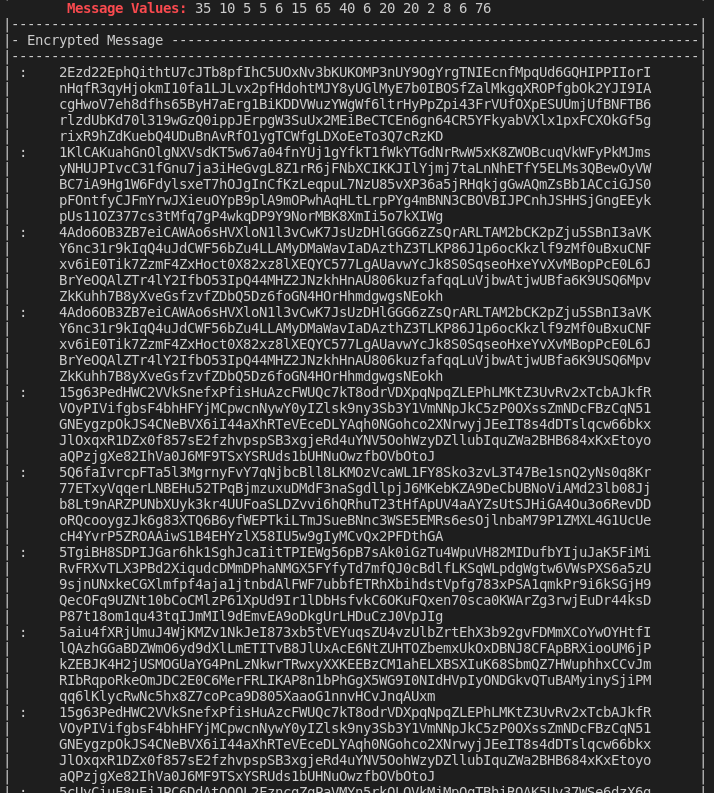 Message Values: 35 10 5 5 6 15 65 40 6 20 20 2 8 6 76
|-----------------------------------------------------------------------------------|
|- Encrypted Message ---------------------------------------------------------------|
|-----------------------------------------------------------------------------------|
| :    2Ezd22EphQithtU7cJTb8pfIhC5UOxNv3bKUKOMP3nUY9OgYrgTNIEcnfMpqUd6GQHIPPIIorI      |
|      nHqfR3qyHjokmI10fa1LJLvx2pfHdohtMJY8yUGlMyE7b0IBOSfZalMkgqXROPfgbOk2YJI9IA      |
|      cgHwoV7eh8dfhs65ByH7aErg1BiKDDVWuzYWgWf6ltrHyPpZpi43FrVUfOXpESUUmjUfBNFTB6      |
|      rlzdUbKd70l319wGzQ0ippJErpgW3SuUx2MEiBeCTCEn6gn64CR5YFkyabVXlx1pxFCXOkGf5g      |
|      rixR9hZdKuebQ4UDuBnAvRfO1ygTCWfgLDXoEeTo3Q7cRzKD                                |
| :    1KlCAKuahGnOlgNXVsdKT5w67a04fnYUj1gYfkT1fWkYTGdNrRwW5xK8ZWOBcuqVkWFyPkMJms      |
|      yNHUJPIvcC31fGnu7ja3iHeGvgL8Z1rR6jFNbXCIKKJIlYjmj7taLnNhETfY5ELMs3QBewOyVW      |
|      BC7iA9Hg1W6FdylsxeT7hOJgInCfKzLeqpuL7NzU85vXP36a5jRHqkjgGwAQmZsBb1ACciGJS0      |
|      pFOntfyCJFmYrwJXieuOYpB9plA9mOPwhAqHLtLrpPYg4mBNN3CBOVBIJPCnhJSHHSjGngEEyk      |
|      pUs11OZ377cs3tMfq7gP4wkqDP9Y9NorMBK8XmIi5o7kXIWg                                |
| :    4Ado6OB3ZB7eiCAWAo6sHVXloN1l3vCwK7JsUzDHlGGG6zZsQrARLTAM2bCK2pZju5SBnI3aVK      |
|      Y6nc31r9kIqQ4uJdCWF56bZu4LLAMyDMaWavIaDAzthZ3TLKP86J1p6ocKkzlf9zMf0uBxuCNF      |
|      xv6iE0Tik7ZzmF4ZxHoct0X82xz8lXEQYC577LgAUavwYcJk8S0SqseoHxeYvXvMBopPcE0L6J      |
|      BrYeOQAlZTr4lY2IfbO53IpQ44MHZ2JNzkhHnAU806kuzfafqqLuVjbwAtjwUBfa6K9USQ6Mpv      |
|      ZkKuhh7B8yXveGsfzvfZDbQ5Dz6foGN4HOrHhmdgwgsNEokh                                |
| :    4Ado6OB3ZB7eiCAWAo6sHVXloN1l3vCwK7JsUzDHlGGG6zZsQrARLTAM2bCK2pZju5SBnI3aVK      |
|      Y6nc31r9kIqQ4uJdCWF56bZu4LLAMyDMaWavIaDAzthZ3TLKP86J1p6ocKkzlf9zMf0uBxuCNF      |
|      xv6iE0Tik7ZzmF4ZxHoct0X82xz8lXEQYC577LgAUavwYcJk8S0SqseoHxeYvXvMBopPcE0L6J      |
|      BrYeOQAlZTr4lY2IfbO53IpQ44MHZ2JNzkhHnAU806kuzfafqqLuVjbwAtjwUBfa6K9USQ6Mpv      |
|      ZkKuhh7B8yXveGsfzvfZDbQ5Dz6foGN4HOrHhmdgwgsNEokh                                |
| :    15g63PedHWC2VVkSnefxPfisHuAzcFWUQc7kT8odrVDXpqNpqZLEPhLMKtZ3UvRv2xTcbAJkfR      |
|      VOyPIVifgbsF4bhHFYjMCpwcnNywY0yIZlsk9ny3Sb3Y1VmNNpJkC5zP0OXssZmNDcFBzCqN51      |
|      GNEygzpOkJS4CNeBVX6iI44aXhRTeVEceDLYAqh0NGohco2XNrwyjJEeIT8s4dDTslqcw66bkx      |
|      JlOxqxR1DZx0f857sE2fzhvpspSB3xgjeRd4uYNV5OohWzyDZllubIquZWa2BHB684xKxEtoyo      |
|      aQPzjgXe82IhVa0J6MF9TSxYSRUds1bUHNuOwzfbOVbOtoJ                                 |
| :    5Q6faIvrcpFTa5l3MgrnyFvY7qNjbcBll8LKMOzVcaWL1FY8Sko3zvL3T47Be1snQ2yNs0q8Kr      |
|      77ETxyVqqerLNBEHu52TPqBjmzuxuDMdF3naSgdllpjJ6MKebKZA9DeCbUBNoViAMd23lb08Jj      |
|      b8Lt9nARZPUNbXUyk3kr4UUFoaSLDZvvi6hQRhuT23tHfApUV4aAYZsUtSJHiGA4Ou3o6RevDD      |
|      oRQcooygzJk6g83XTQ6B6yfWEPTkiLTmJSueBNnc3WSE5EMRs6esOjlnbaM79P1ZMXL4G1UcUe      |
|      cH4YvrP5ZROAAiwS1B4EHYzlX58IU5w9gIyMCvQx2PFDthGA                                |
| :    5TgiBH8SDPIJGar6hk1SghJcaIitTPIEWg56pB7sAk0iGzTu4WpuVH82MIDufbYIjuJaK5FiMi      |
|      RvFRXvTLX3PBd2XiqudcDMmDPhaNMGX5FYfyTd7mfQJ0cBdlfLKSqWLpdgWgtw6VWsPXS6a5zU      |
|      9sjnUNxkeCGXlmfpf4aja1jtnbdAlFWF7ubbfETRhXbihdstVpfg783xPSA1qmkPr9i6kSGjH9      |
|      QecOFq9UZNt10bCoCMlzP61XpUd9Ir1lDbHsfvkC6OKuFQxen70sca0KWArZg3rwjEuDr44ksD      |
|      P87t18om1qu43tqIJmMIl9dEmvEA9oDkgUrLHDuCzJ0VpJIg                                |
| :    5aiu4fXRjUmuJ4WjKMZv1NkJeI873xb5tVEYuqsZU4vzUlbZrtEhX3b92gvFDMmXCoYwOYHtfI      |
|      lQAzhGGaBDZWmO6yd9dXlLmETITvB8JlUxAcE6NtZUHTOZbemxUkOxDBNJ8CFApBRXiooUM6jP      |
|      kZEBJK4H2jUSMOGUaYG4PnLzNkwrTRwxyXXKEEBzCM1ahELXBSXIuK68SbmQZ7HWuphhxCCvJm      |
|      RIbRqpoRkeOmJDC2E0C6MerFRLIKAP8n1bPhGgX5WG9I0NIdHVpIyONDGkvQTuBAMyinySjiPM      |
|      qq6lKlycRwNc5hx8Z7coPca9D805XaaoG1nnvHCvJnqAUxm                                 |
| :    15g63PedHWC2VVkSnefxPfisHuAzcFWUQc7kT8odrVDXpqNpqZLEPhLMKtZ3UvRv2xTcbAJkfR      |
|      VOyPIVifgbsF4bhHFYjMCpwcnNywY0yIZlsk9ny3Sb3Y1VmNNpJkC5zP0OXssZmNDcFBzCqN51      |
|      GNEygzpOkJS4CNeBVX6iI44aXhRTeVEceDLYAqh0NGohco2XNrwyjJEeIT8s4dDTslqcw66bkx      |
|      JlOxqxR1DZx0f857sE2fzhvpspSB3xgjeRd4uYNV5OohWzyDZllubIquZWa2BHB684xKxEtoyo      |
|      aQPzjgXe82IhVa0J6MF9TSxYSRUds1bUHNuOwzfbOVbOtoJ                                 |